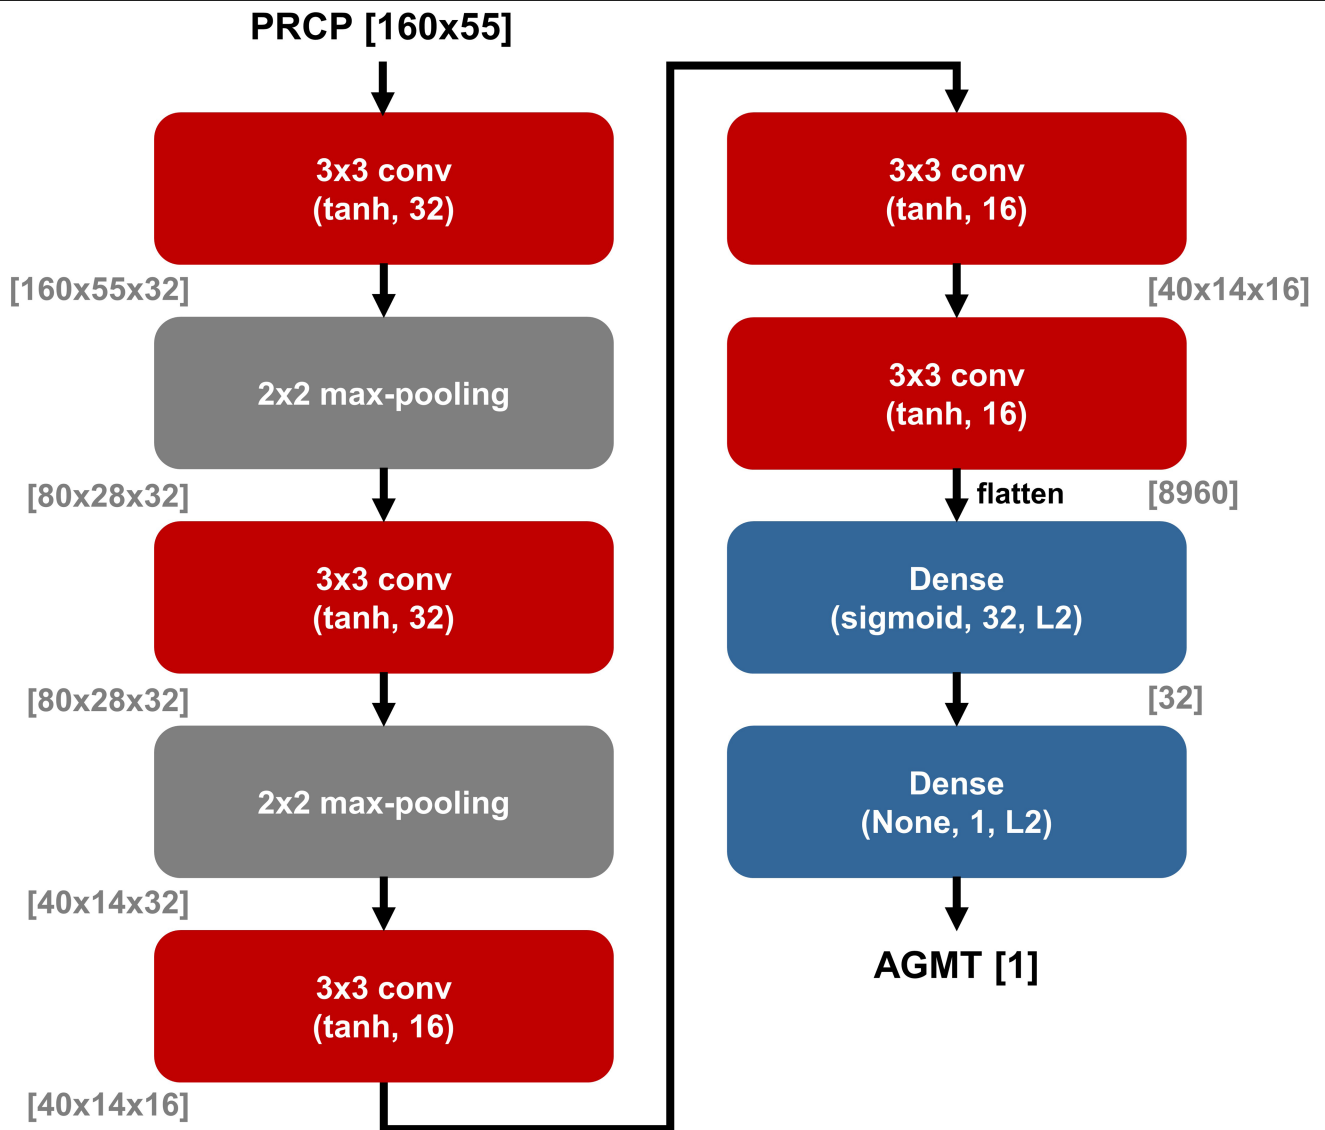 PRCP [160x55]
3x3 conv
(tanh, 32)
[160x55x32]
2x2 max-pooling
[80x28x32]
3x3 conv
(tanh, 32)
[80x28x32]
2x2 max-pooling
[40x14x32]
3x3 conv
(tanh, 16)
[40x14x16]
3x3 conv
(tanh, 16)
[40x14x16]
3x3 conv
(tanh, 16)
flatten
[8960]
Dense
(sigmoid, 32, L2)
[32]
Dense
(None, 1, L2)
AGMT [1]